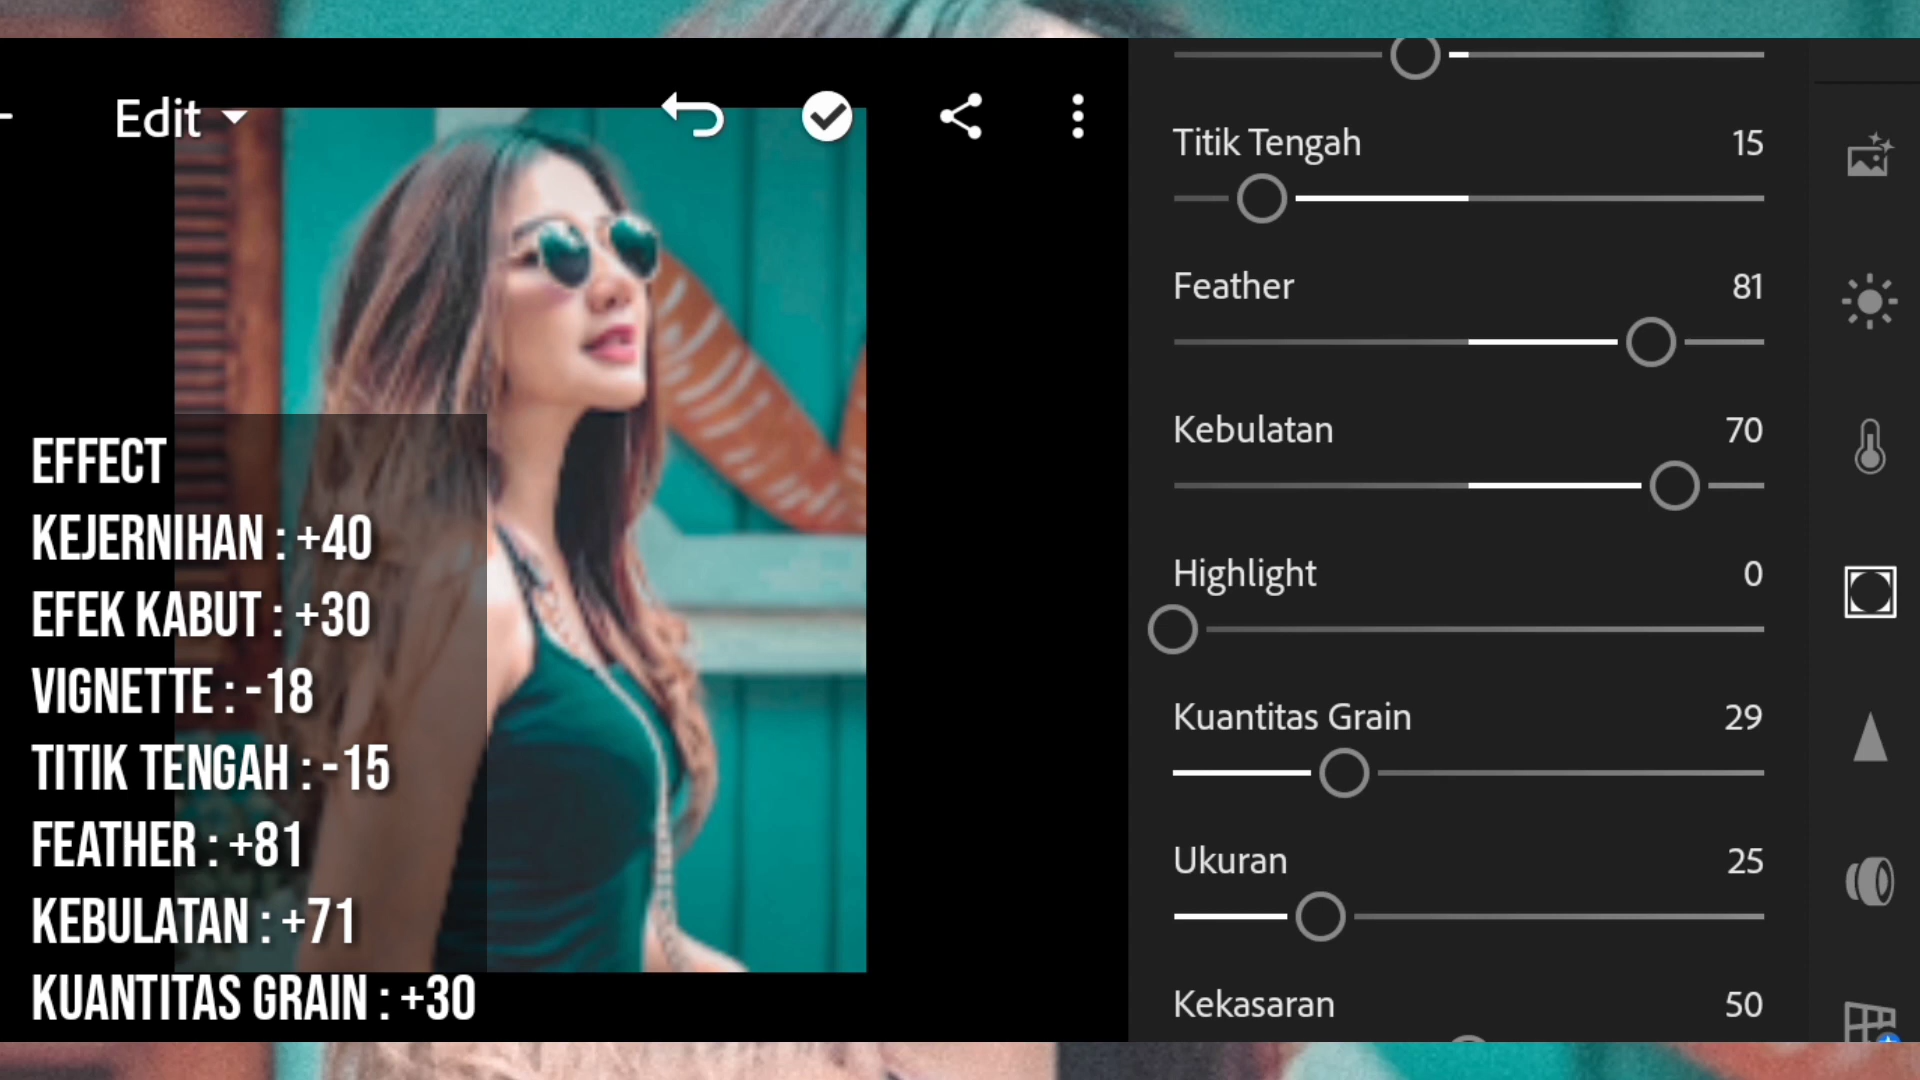 Edit
EFFECT
KEJERNIHAN : +40
EFEK KABUT : +30
VIGNETTE : -18
TITIK TENGAH : -15
FEATHER : +81
KEBULATAN : +71
KUANTITAS GRAIN : +30
Titik Tengah 15
Feather 81
Kebulatan 70
Highlight 0
Kuantitas Grain 29
Ukuran 25
Kekasaran 50